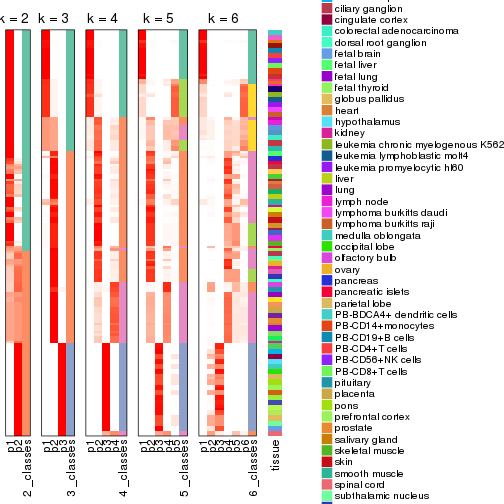 k = 2
k = 3
k = 4
k = 5
k = 6
p1
p2
2_classes
p1
p2
p3
3_classes
p1
p2
p3
p4
4_classes
p1
p2
p3
p4
p5
5_classes
p1
p2
p3
p4
p5
p6
6_classes
tissue
ciliary ganglion
cingulate cortex
colorectal adenocarcinoma
dorsal root ganglion
fetal brain
fetal liver
fetal lung
fetal thyroid
globus pallidus
heart
hypothalamus
kidney
leukemia chronic myelogenous K562
leukemia lymphoblastic molt4
leukemia promyelocytic hl60
liver
lung
lymph node
lymphoma burkitts daudi
lymphoma burkitts raji
medulla oblongata
occipital lobe
olfactory bulb
ovary
pancreas
pancreatic islets
parietal lobe
PB-BDCA4+ dendritic cells
PB-CD14+monocytes
PB-CD19+B cells
PB-CD4+T cells
PB-CD56+NK cells
PB-CD8+T cells
pituitary
placenta
pons
prefrontal cortex
prostate
salivary gland
skeletal muscle
skin
smooth muscle
spinal cord
subthalamic nucleus